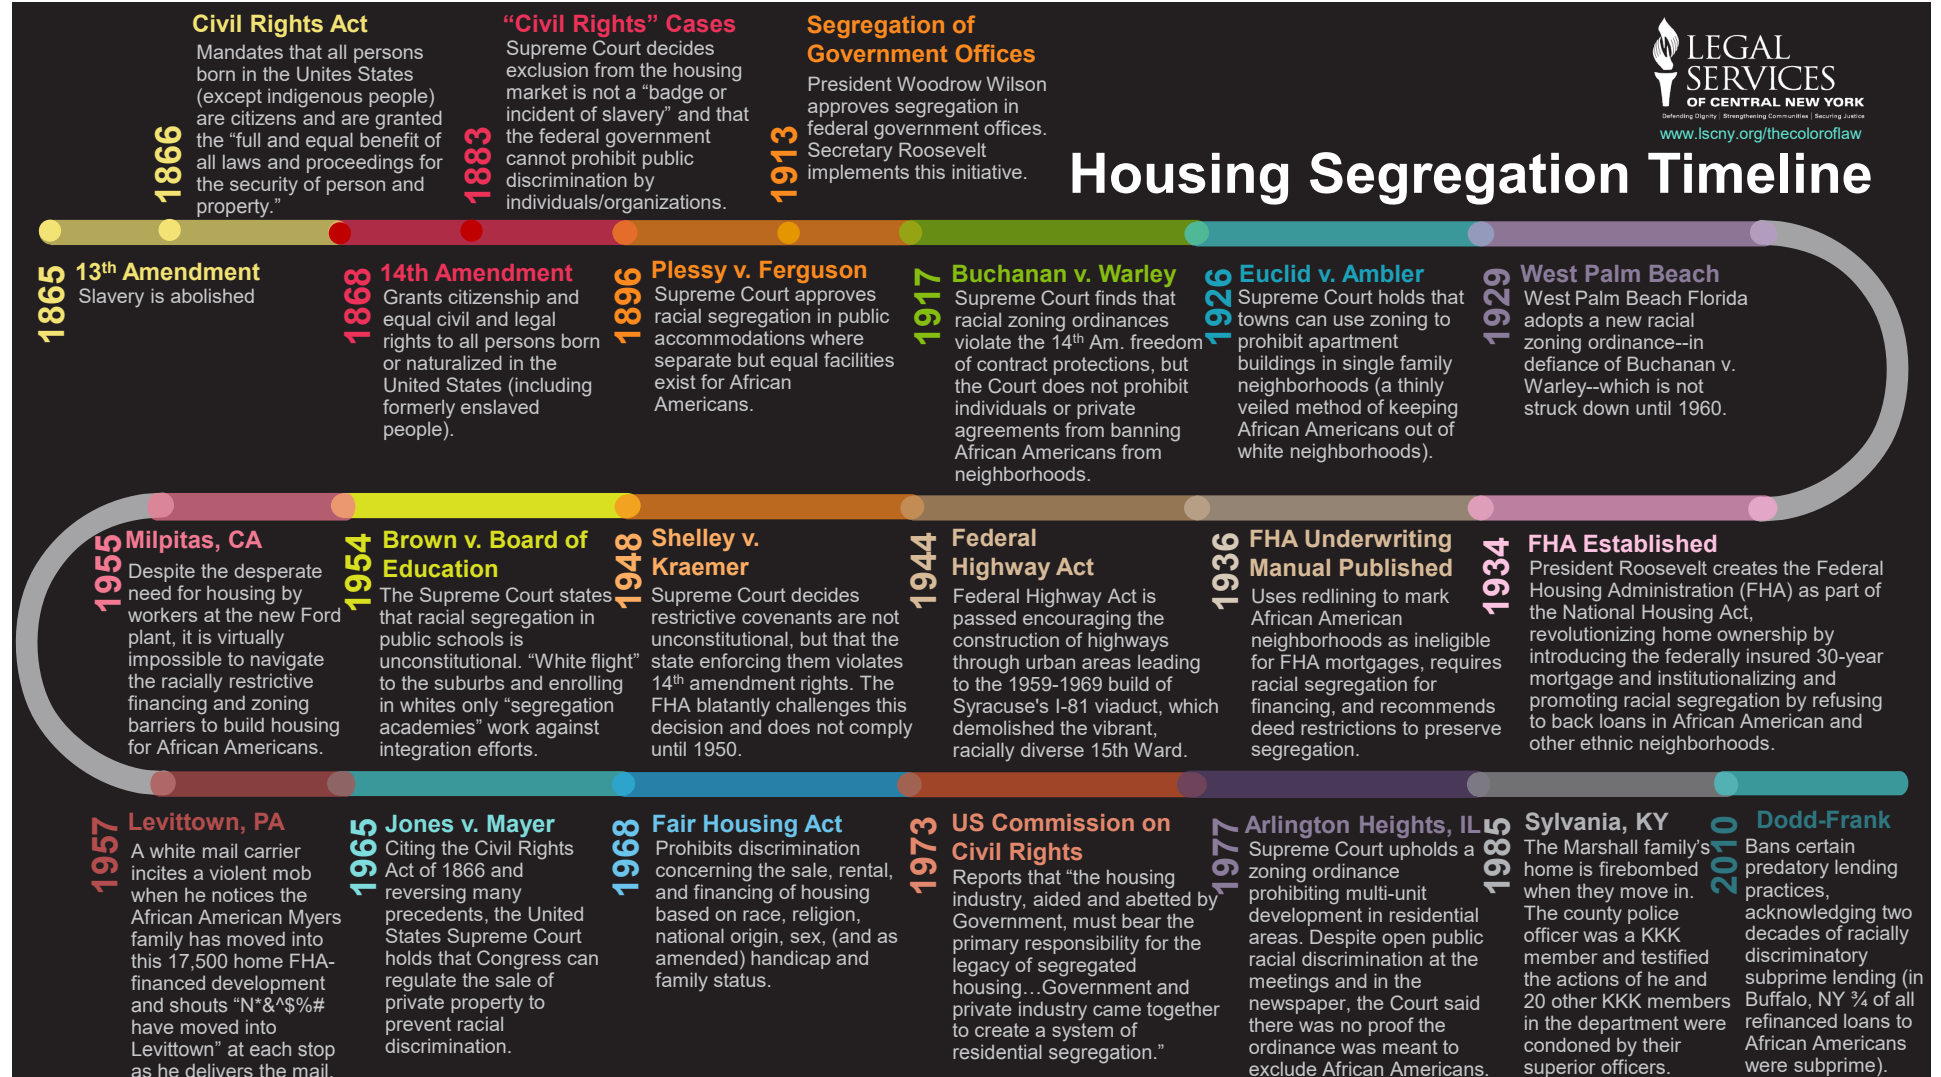 Civil Rights Act
Mandates that all persons
born in the Unites States
(except indigenous people)
are citizens and are granted
the “full and equal benefit of
all laws and proceedings for
the security of person and
property.”
1866
“Civil Rights” Cases
Supreme Court decides
exclusion from the housing
market is not a “badge or
incident of slavery” and that
the federal government
cannot prohibit public
discrimination by
individuals/organizations.
1883
Segregation of
Government Offices
President Woodrow Wilson
approves segregation in
federal government offices.
Secretary Roosevelt
implements this initiative.
1913
LEGAL
SERVICES
OF CENTRAL NEW YORK
Defending Dignity | Strengthening Communities | Securing Justice
www.lscny.org/thecoloroflaw
Housing Segregation Timeline
1865
13th Amendment
Slavery is abolished
1868
14th Amendment
Grants citizenship and
equal civil and legal
rights to all persons born
or naturalized in the
United States (including
formerly enslaved
people).
1896
Plessy v. Ferguson
Supreme Court approves
racial segregation in public
accommodations where
separate but equal facilities
exist for African
Americans.
1917
Buchanan v. Warley
Supreme Court finds that
racial zoning ordinances
violate the 14th Am. freedom
of contract protections, but
the Court does not prohibit
individuals or private
agreements from banning
African Americans from
neighborhoods.
1926
Euclid v. Ambler
Supreme Court holds that
towns can use zoning to
prohibit apartment
buildings in single family
neighborhoods (a thinly
veiled method of keeping
African Americans out of
white neighborhoods).
1929
West Palm Beach
West Palm Beach Florida
adopts a new racial
zoning ordinance--in
defiance of Buchanan v.
Warley--which is not
struck down until 1960.
1955
Milpitas, CA
Despite the desperate
need for housing by
workers at the new Ford
plant, it is virtually
impossible to navigate
the racially restrictive
financing and zoning
barriers to build housing
for African Americans.
1954
Brown v. Board of
Education
The Supreme Court states
that racial segregation in
public schools is
unconstitutional. “White flight”
to the suburbs and enrolling
in whites only “segregation
academies” work against
integration efforts.
1948
Shelley v.
Kraemer
Supreme Court decides
restrictive covenants are not
unconstitutional, but that the
state enforcing them violates
14th amendment rights. The
FHA blatantly challenges this
decision and does not comply
until 1950.
1944
Federal
Highway Act
Federal Highway Act is
passed encouraging the
construction of highways
through urban areas leading
to the 1959-1969 build of
Syracuse's I-81 viaduct, which
demolished the vibrant,
racially diverse 15th Ward.
1936
FHA Underwriting
Manual Published
Uses redlining to mark
African American
neighborhoods as ineligible
for FHA mortgages, requires
racial segregation for
financing, and recommends
deed restrictions to preserve
segregation.
1934
FHA Established
President Roosevelt creates the Federal
Housing Administration (FHA) as part of
the National Housing Act,
revolutionizing home ownership by
introducing the federally insured 30-year
mortgage and institutionalizing and
promoting racial segregation by refusing
to back loans in African American and
other ethnic neighborhoods.
1957
Levittown, PA
A white mail carrier
incites a violent mob
when he notices the
African American Myers
family has moved into
this 17,500 home FHA-
financed development
and shouts “N*&^$%#
have moved into
Levittown” at each stop
as he delivers the mail.
1965
Jones v. Mayer
Citing the Civil Rights
Act of 1866 and
reversing many
precedents, the United
States Supreme Court
holds that Congress can
regulate the sale of
private property to
prevent racial
discrimination.
1968
Fair Housing Act
Prohibits discrimination
concerning the sale, rental,
and financing of housing
based on race, religion,
national origin, sex, (and as
amended) handicap and
family status.
1973
US Commission on
Civil Rights
Reports that “the housing
industry, aided and abetted by
Government, must bear the
primary responsibility for the
legacy of segregated
housing…Government and
private industry came together
to create a system of
residential segregation.”
1977
Arlington Heights, IL
Supreme Court upholds a
zoning ordinance
prohibiting multi-unit
development in residential
areas. Despite open public
racial discrimination at the
meetings and in the
newspaper, the Court said
there was no proof the
ordinance was meant to
exclude African Americans.
1985
Sylvania, KY
The Marshall family’s
home is firebombed
when they move in.
The county police
officer was a KKK
member and testified
the actions of he and
20 other KKK members
in the department were
condoned by their
superior officers.
2010
Dodd-Frank
Bans certain
predatory lending
practices,
acknowledging two
decades of racially
discriminatory
subprime lending (in
Buffalo, NY ¾ of all
refinanced loans to
African Americans
were subprime).